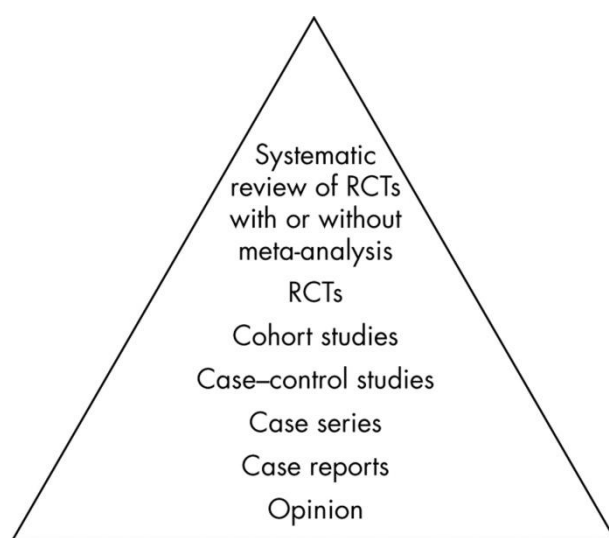 Systematic
review of RCTs
with or without
meta-analysis
RCTs
Cohort studies
Case–control studies
Case series
Case reports
Opinion